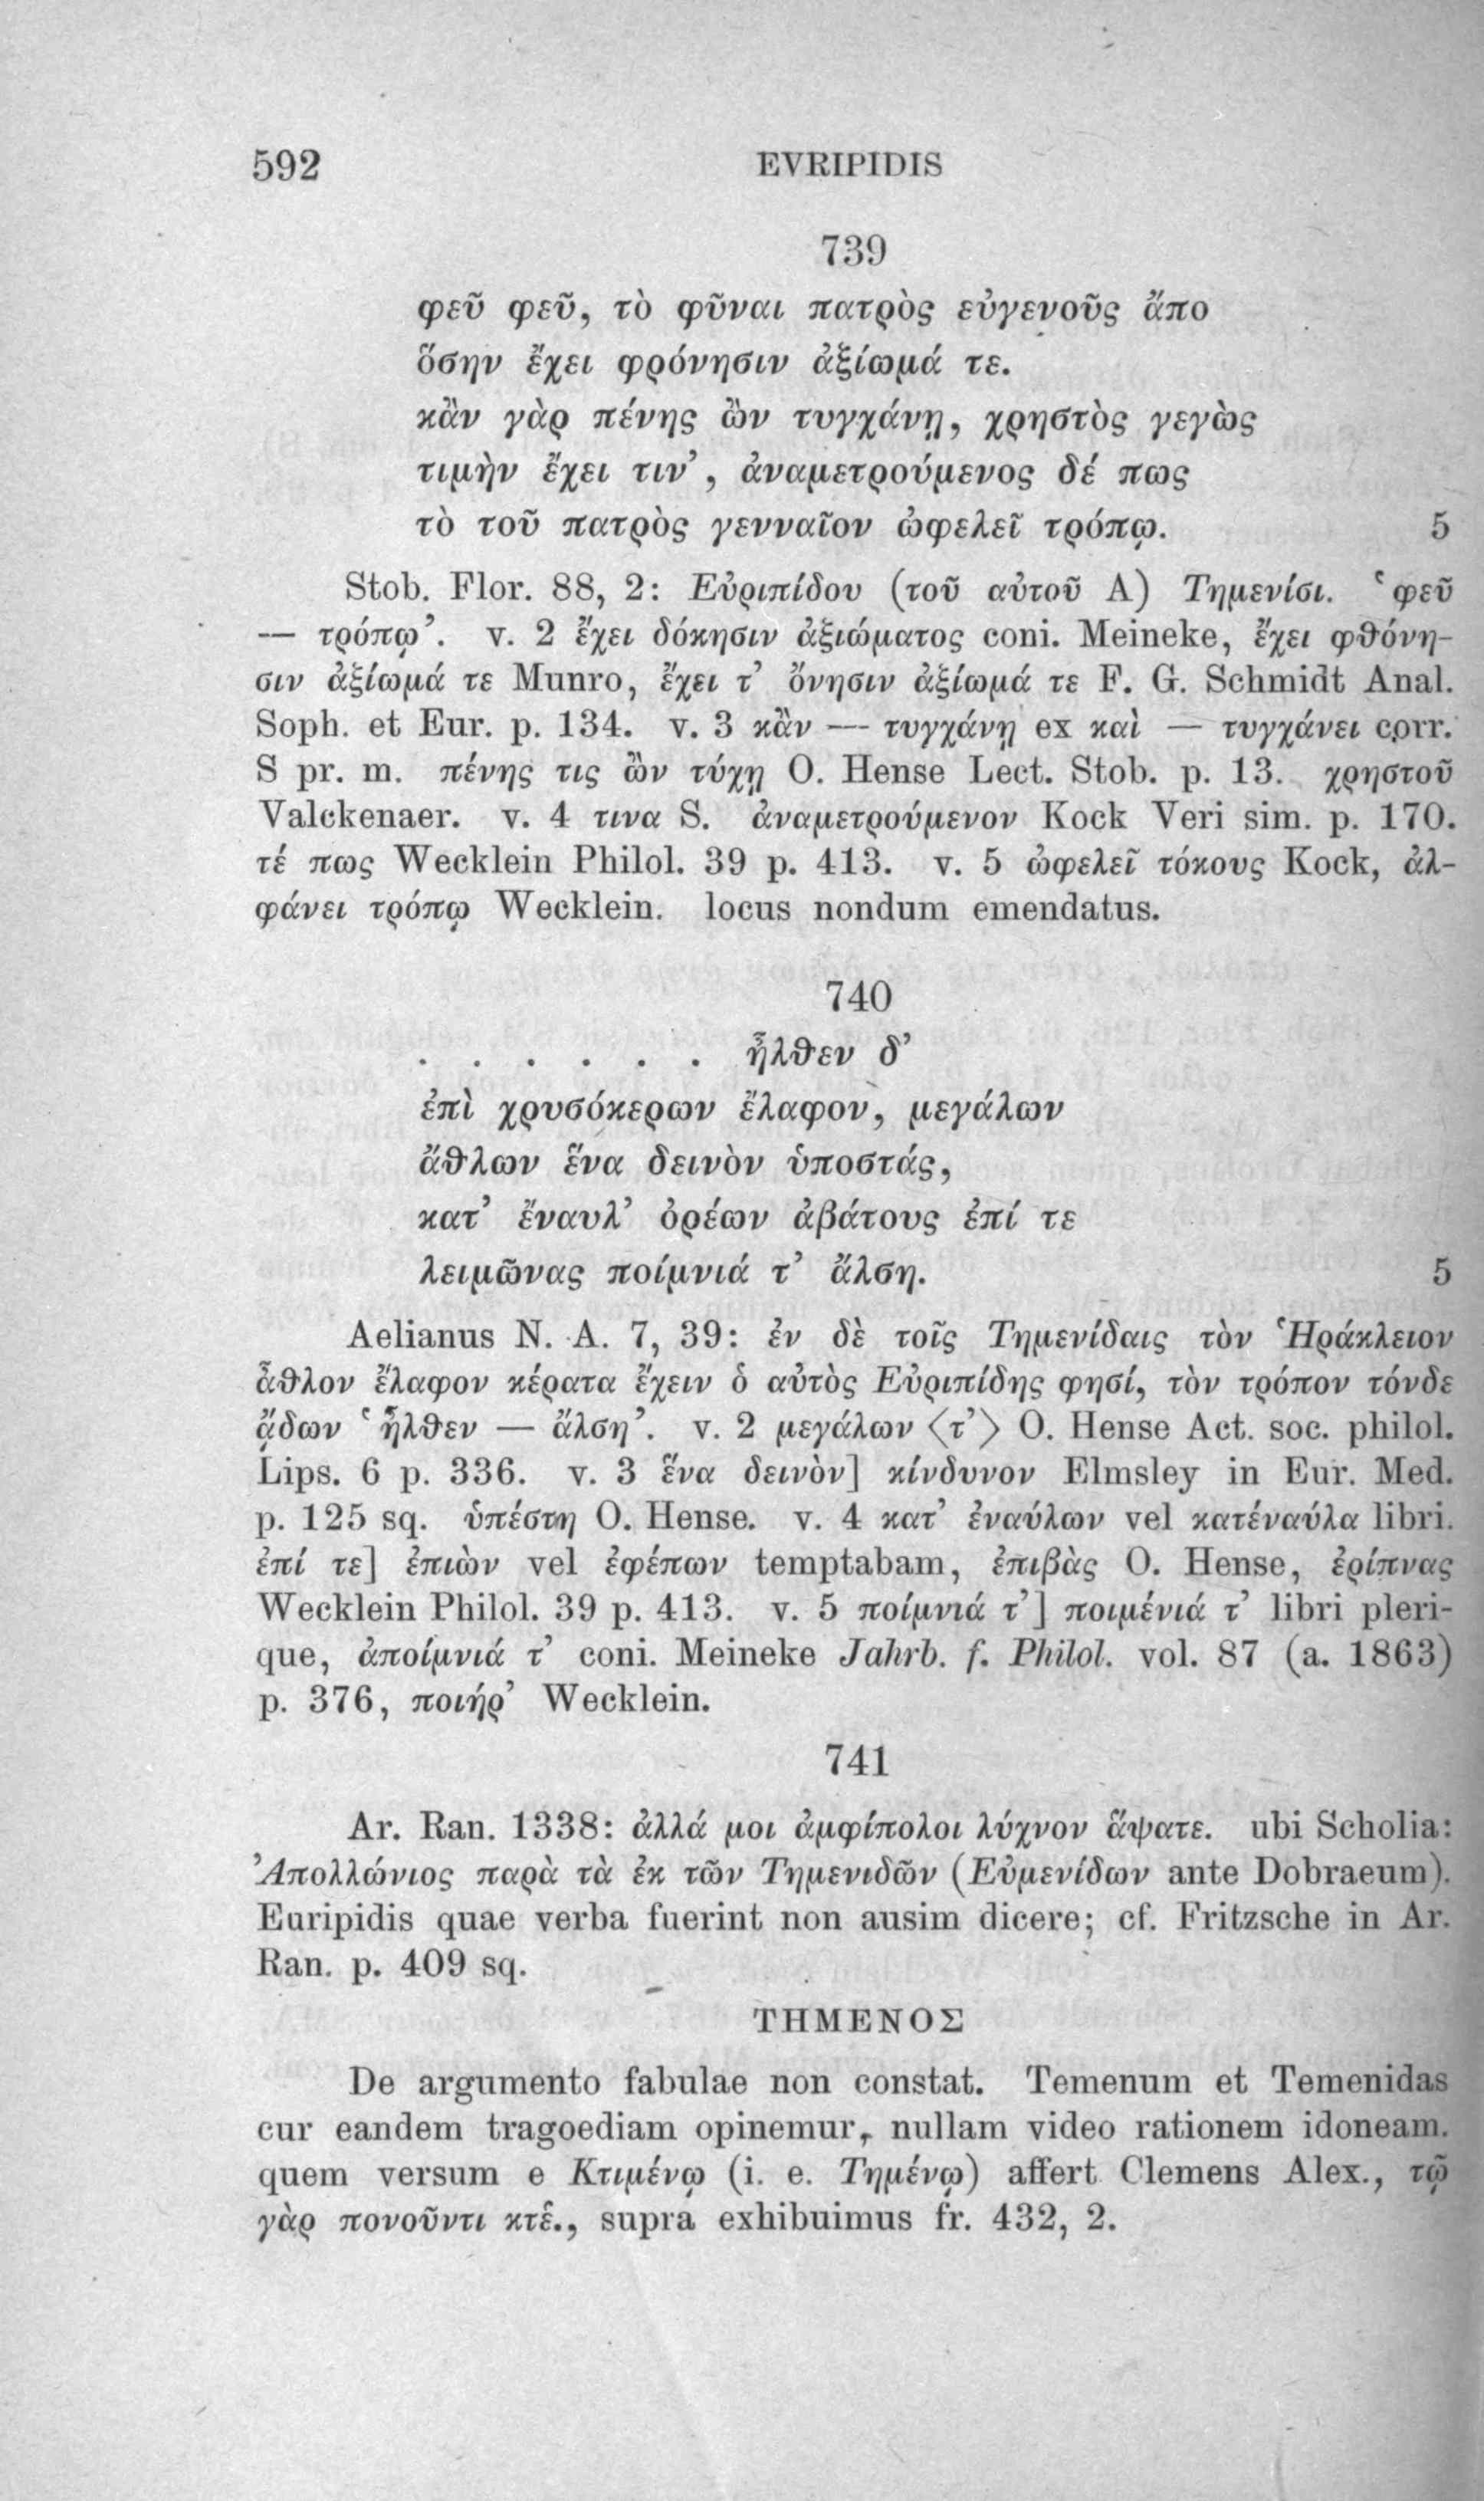 592 EVRIPIDIS
739
φεῦ φεῦ, τὸ φῦναι πατρὸς εὐγενοῦς ἄπο
ὅσην ἔχει φρόνησιν ἀξίωμά τε.
κἂν γὰρ πένης ὢν τυγχάνῃ, χρηστὸς γεγὼς
τιμὴν ἔχει τιν’, ἀναμετρούμενος δέ πως
τὸ τοῦ πατρὸς γενναῖον ὠφελεῖ τρόπῳ. 5
Stob. Flor. 88, 2: Εὐριπίδου (τοῦ αὐτοῦ A) Τημενίσι. ‘φεῦ
— τρόπῳ’. v. 2 ἔχει δόκησιν ἀξιώματος coni. Meineke, ἔχει φθόνη-
σιν ἀξίωμά τε Munro, ἔχει τ’ ὄνησιν ἀξίωμά τε F. G. Schmidt Anal.
Soph. et Eur. p. 134. v. 3 κἂν — τυγχάνῃ ex καὶ — τυγχάνει corr.
S pr. m. πένης τις ὢν τύχῃ O. Hense Lect. Stob. p. 13. χρηστοῦ
Valckenaer. v. 4 τινα S. ἀναμετρούμενον Kock Veri sim. p. 170.
τέ πως Wecklein Philol. 39 p. 413. v. 5 ὠφελεῖ τόκους Kock, ἀλ-
φάνει τρόπῳ Wecklein. locus nondum emendatus.
740
. . . . . . ἦλθεν δ’
ἐπὶ χρυσόκερων ἔλαφον, μεγάλων
ἄθλων ἕνα δεινὸν ὑποστάς,
κατ’ ἔναυλ’ ὀρέων ἀβάτους ἐπί τε
λειμῶνας ποίμνιά τ’ ἄλση. 5
Aelianus N. A. 7, 39: ἐν δὲ τοῖς Τημενίδαις τὸν Ἡράκλειον
ἆθλον ἔλαφον κέρατα ἔχειν ὁ αὐτὸς Εὐριπίδης φησί, τὸν τρόπον τόνδε
ᾄδων ‘ἦλθεν — ἄλση’. v. 2 μεγάλων ⟨τ’⟩ O. Hense Act. soc. philol.
Lips. 6 p. 336. v. 3 ἕνα δεινὸν] κίνδυνον Elmsley in Eur. Med.
p. 125 sq. ὑπέστη O. Hense. v. 4 κατ’ ἐναύλων vel κατέναυλα libri.
ἐπί τε] ἐπιὼν vel ἐφέπων temptabam, ἐπιβὰς O. Hense, ἐρίπνας
Wecklein Philol. 39 p. 413. v. 5 ποίμνιά τ’] ποιμένιά τ’ libri pleri-
que, ἀποίμνιά τ’ coni. Meineke Jahrb. f. Philol. vol. 87 (a. 1863)
p. 376, ποιήρ’ Wecklein.
741
Ar. Ran. 1338: ἀλλά μοι ἀμφίπολοι λύχνον ἅψατε. ubi Scholia:
Ἀπολλώνιος παρὰ τὰ ἐκ τῶν Τημενιδῶν (Εὐμενίδων ante Dobraeum).
Euripidis quae verba fuerint non ausim dicere; cf. Fritzsche in Ar.
Ran. p. 409 sq.
ΤΗΜΕΝΟΣ
De argumento fabulae non constat. Temenum et Temenidas
cur eandem tragoediam opinemur, nullam video rationem idoneam.
quem versum e Κτιμένῳ (i. e. Τημένῳ) affert Clemens Alex., τῷ
γὰρ πονοῦντι κτἑ., supra exhibuimus fr. 432, 2.